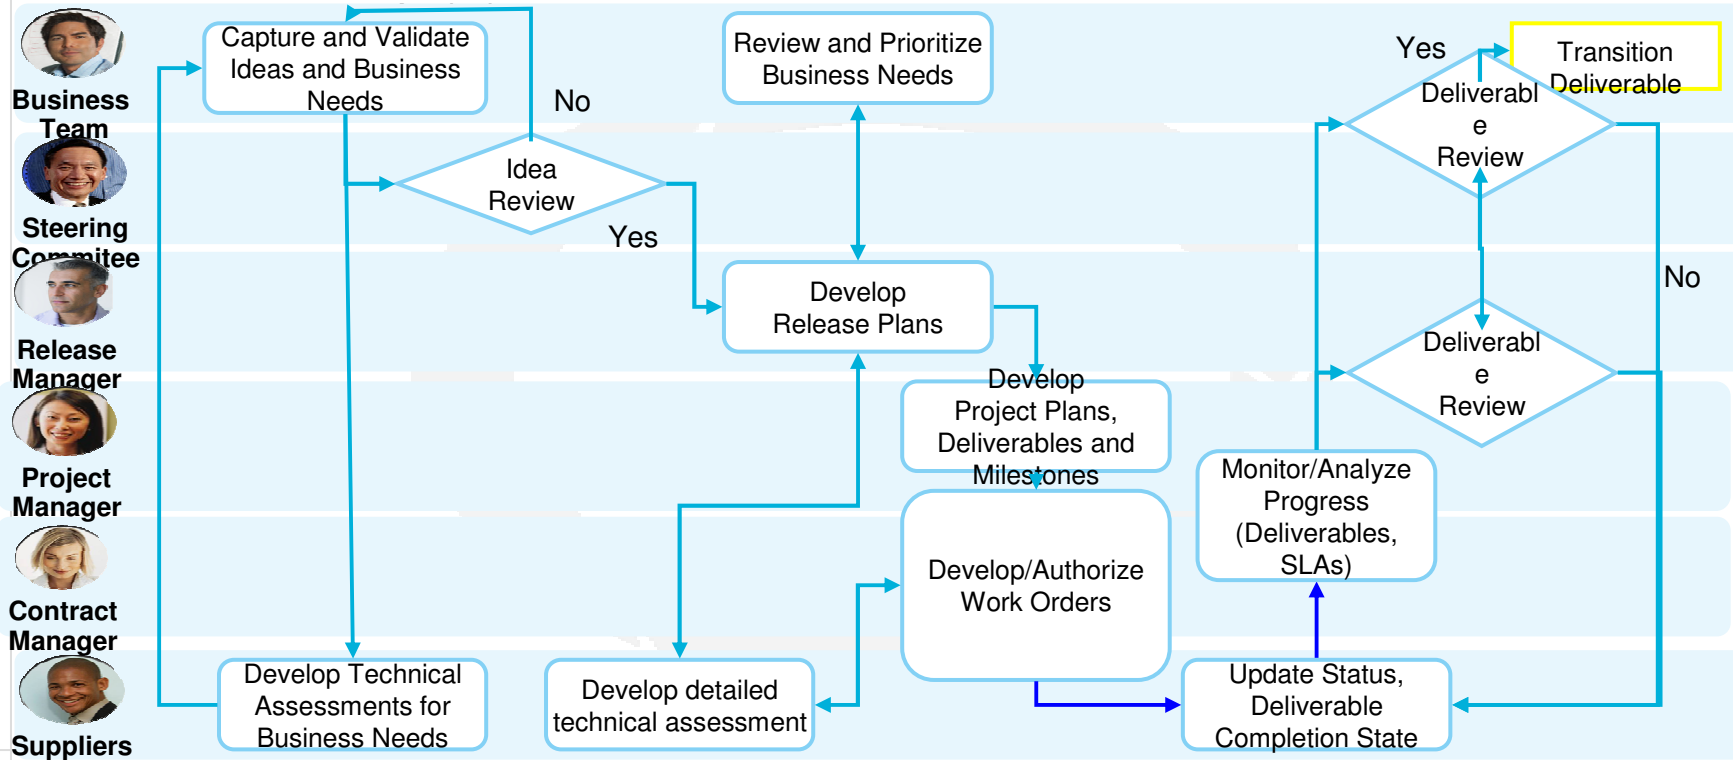 Capture and Validate
Ideas and Business
Needs
Review and Prioritize
Business Needs
Yes
Transition
Deliverable
Business
Team
No
Deliverabl
e
Review
Idea
Review
Steering
Commitee
Yes
Release
Manager
Develop
Release Plans
No
Deliverabl
e
Review
Project
Manager
Develop
Project Plans,
Deliverables and
Milestones
Monitor/Analyze
Progress
(Deliverables,
SLAs)
Contract
Manager
Develop/Authorize
Work Orders
Suppliers
Develop Technical
Assessments for
Business Needs
Develop detailed
technical assessment
Update Status,
Deliverable
Completion State